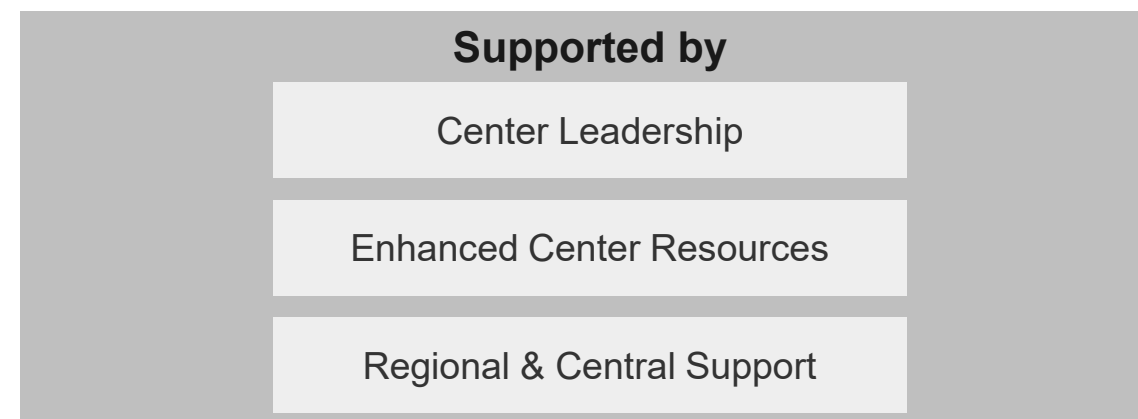 Supported by
Center Leadership
Enhanced Center Resources
Regional & Central Support